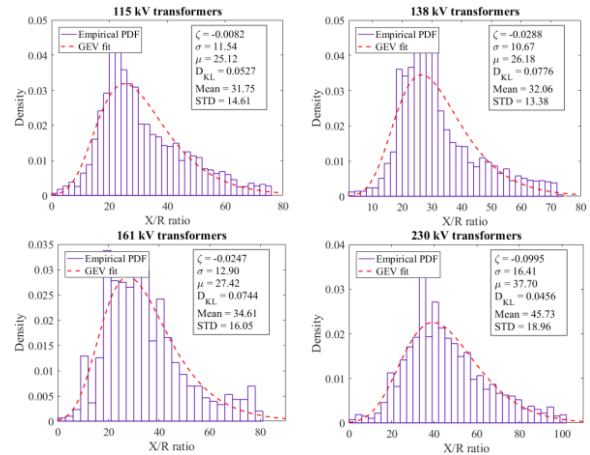 115 kV transformers
0.05
0.04
0.03
0.02
0.01
0
Density
Empirical PDF
GEV fit
ζ = -0.0082
σ = 11.54
μ = 25.12
D_KL = 0.0527
Mean = 31.75
STD = 14.61
0 20 40 60 80
X/R ratio
138 kV transformers
0.05
0.04
0.03
0.02
0.01
0
Density
Empirical PDF
GEV fit
ζ = -0.0288
σ = 10.67
μ = 26.18
D_KL = 0.0776
Mean = 32.06
STD = 13.38
10 20 30 40 50 60 70 80
X/R ratio
161 kV transformers
0.035
0.03
0.025
0.02
0.015
0.01
0.005
0
Density
Empirical PDF
GEV fit
ζ = -0.0247
σ = 12.90
μ = 27.42
D_KL = 0.0744
Mean = 34.61
STD = 16.05
0 20 40 60 80
X/R ratio
230 kV transformers
0.04
0.03
0.02
0.01
0
Density
Empirical PDF
GEV fit
ζ = -0.0995
σ = 16.41
μ = 37.70
D_KL = 0.0456
Mean = 45.73
STD = 18.96
0 20 40 60 80 100
X/R ratio